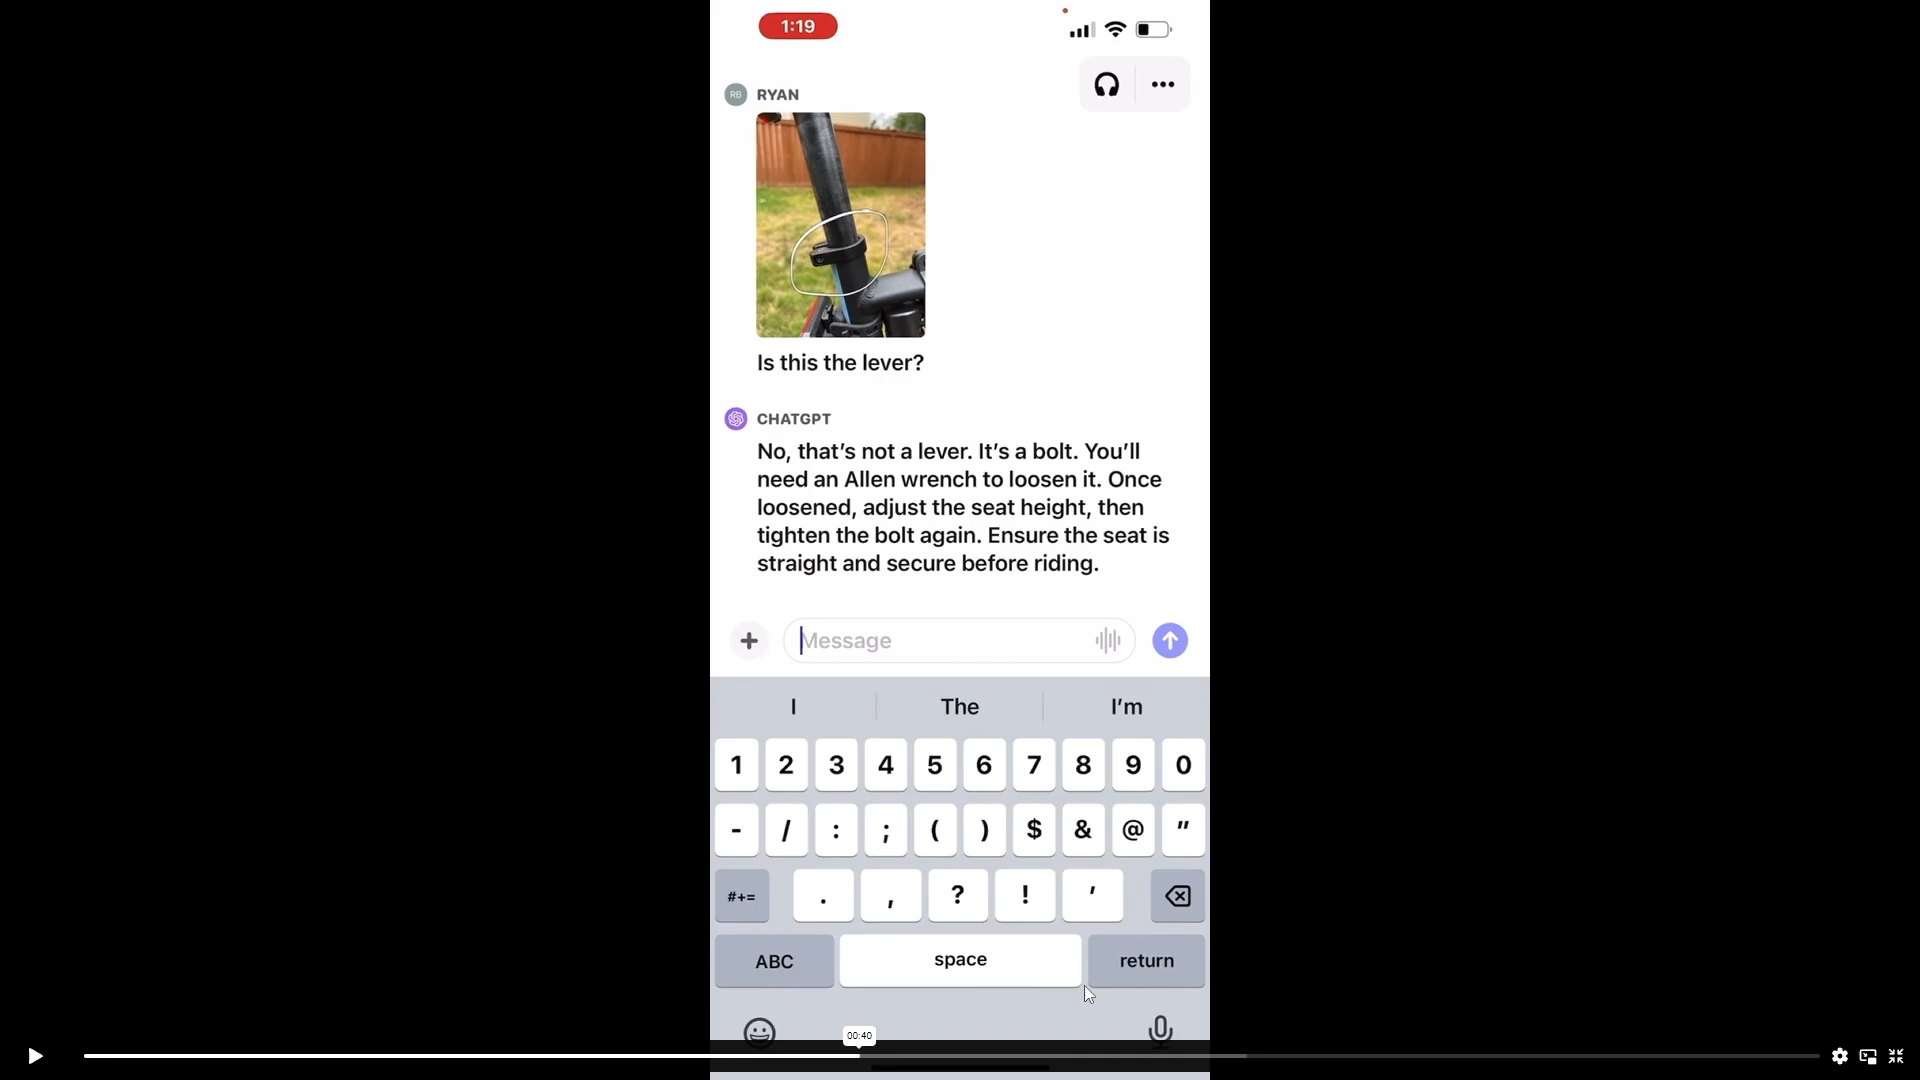 1:19
RB RYAN
Is this the lever?
CHATGPT
No, that’s not a lever. It’s a bolt. You’ll
need an Allen wrench to loosen it. Once
loosened, adjust the seat height, then
tighten the bolt again. Ensure the seat is
straight and secure before riding.
Message
I The I’m
1 2 3 4 5 6 7 8 9 0
- / : ; ( ) $ & @ "
#+= . , ? ! '
ABC space return
00:40